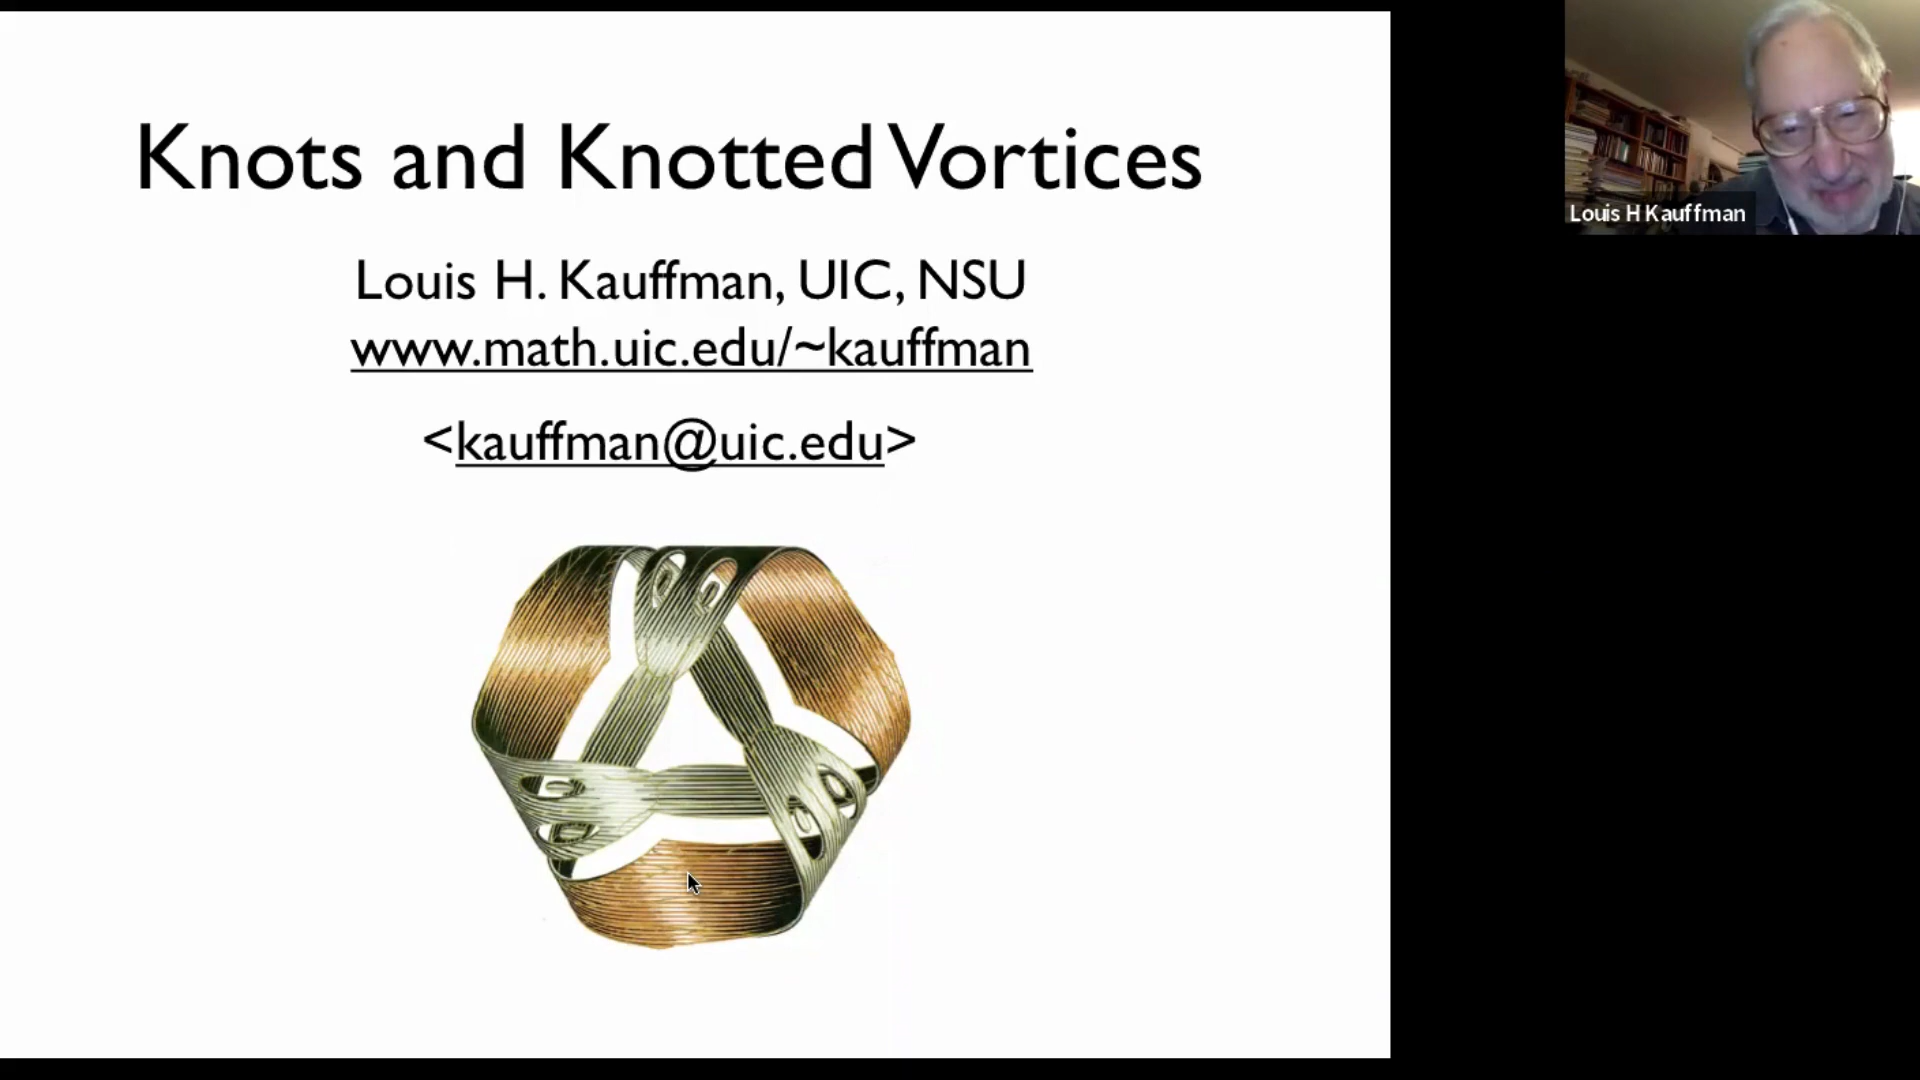 Knots and Knotted Vortices
Louis H. Kauffman, UIC, NSU
www.math.uic.edu/~kauffman
<kauffman@uic.edu>
Louis H Kauffman